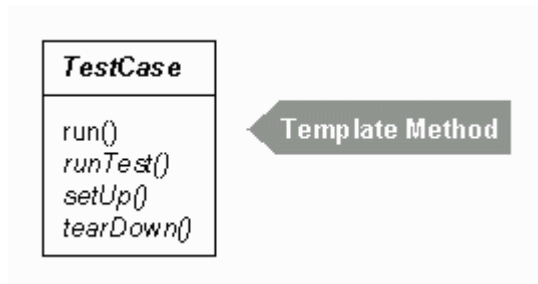 TestCase
run()
runTest()
setUp()
tearDown()
Template Method